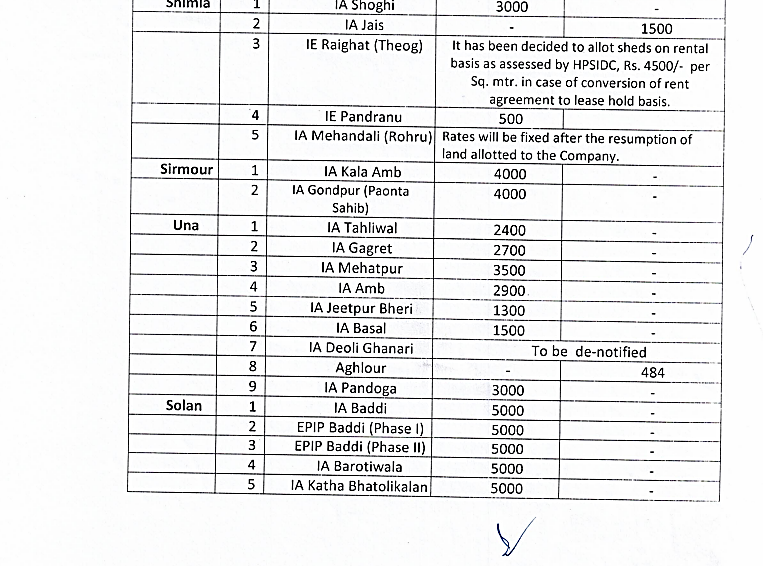 Shimla 1 IA Shoghi 3000 -
2 IA Jais - 1500
3 IE Raighat (Theog) It has been decided to allot sheds on rental
basis as assessed by HPSIDC, Rs. 4500/- per
Sq. mtr. in case of conversion of rent
agreement to lease hold basis.
4 IE Pandranu 500
5 IA Mehandali (Rohru) Rates will be fixed after the resumption of
land allotted to the Company.
Sirmour 1 IA Kala Amb 4000 -
2 IA Gondpur (Paonta 4000 -
Sahib)
Una 1 IA Tahliwal 2400 -
2 IA Gagret 2700 -
3 IA Mehatpur 3500 -
4 IA Amb 2900 -
5 IA Jeetpur Bheri 1300 -
6 IA Basal 1500 -
7 IA Deoli Ghanari To be de-notified
8 Aghlour - 484
9 IA Pandoga 3000 -
Solan 1 IA Baddi 5000 -
2 EPIP Baddi (Phase I) 5000 -
3 EPIP Baddi (Phase II) 5000 -
4 IA Barotiwala 5000 -
5 IA Katha Bhatolikalan 5000 -